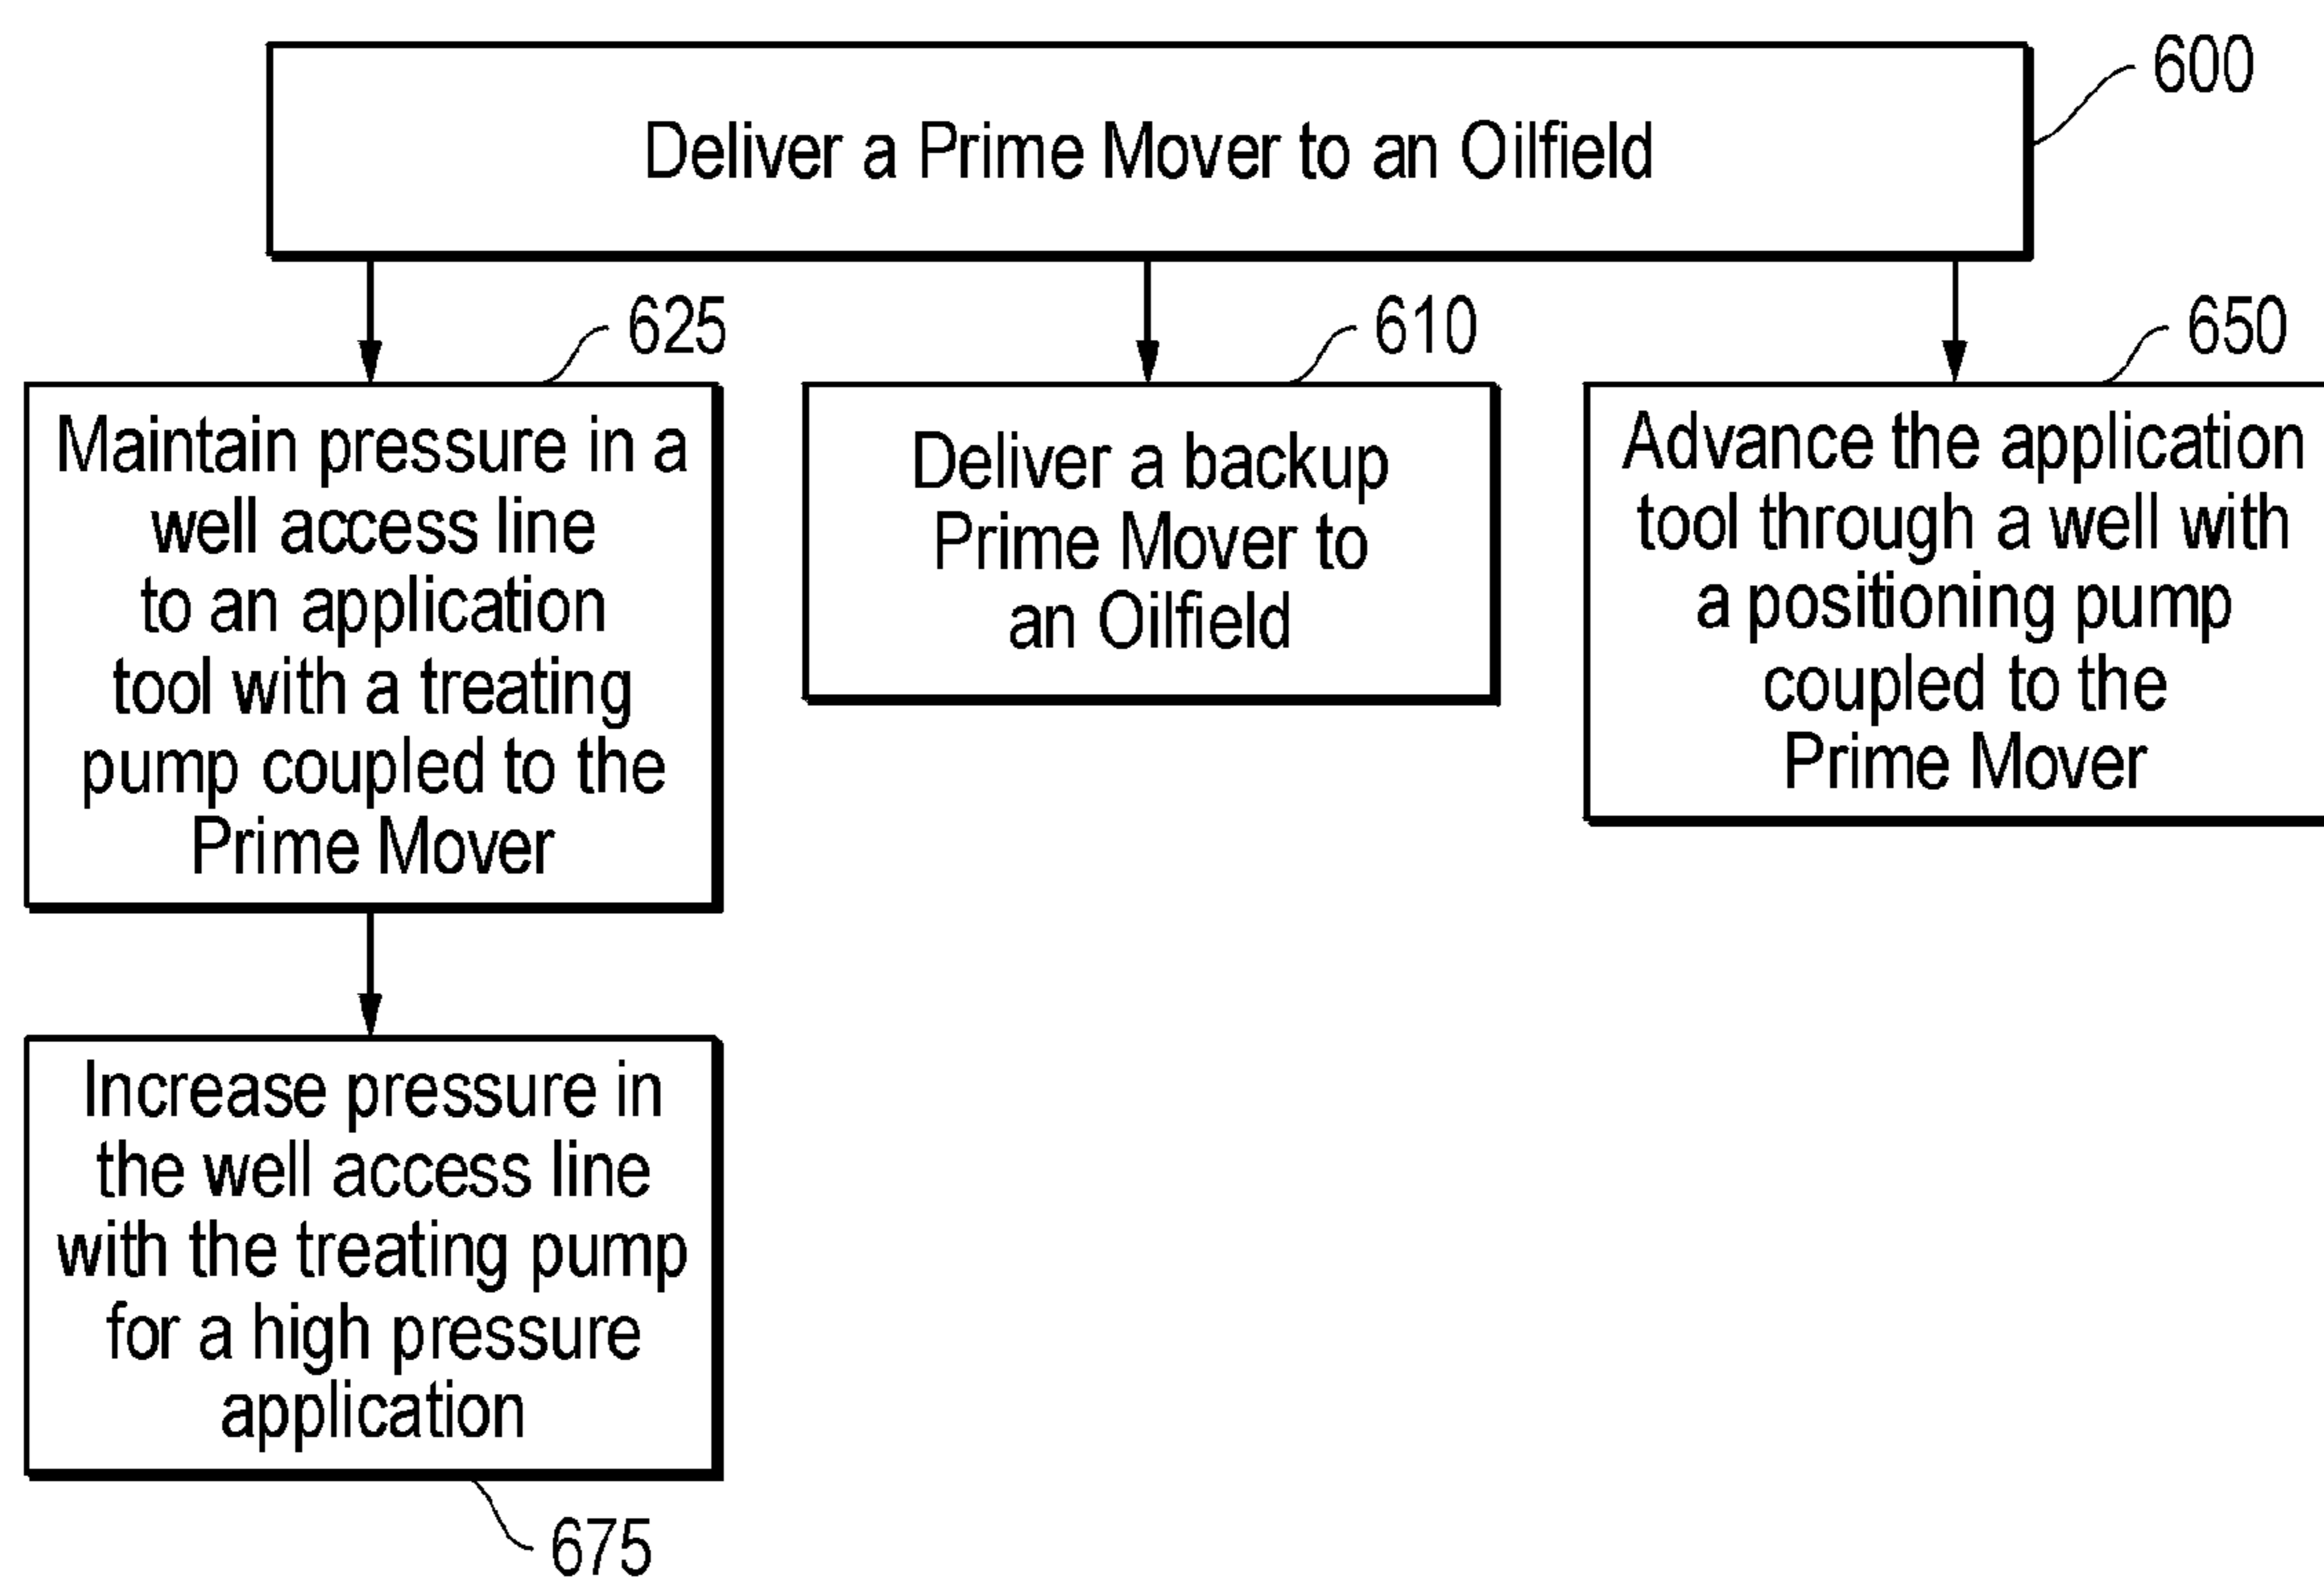 600
Deliver a Prime Mover to an Oilfield
625
Maintain pressure in a
well access line
to an application
tool with a treating
pump coupled to the
Prime Mover
610
Deliver a backup
Prime Mover to
an Oilfield
650
Advance the application
tool through a well with
a positioning pump
coupled to the
Prime Mover
Increase pressure in
the well access line
with the treating pump
for a high pressure
application
675